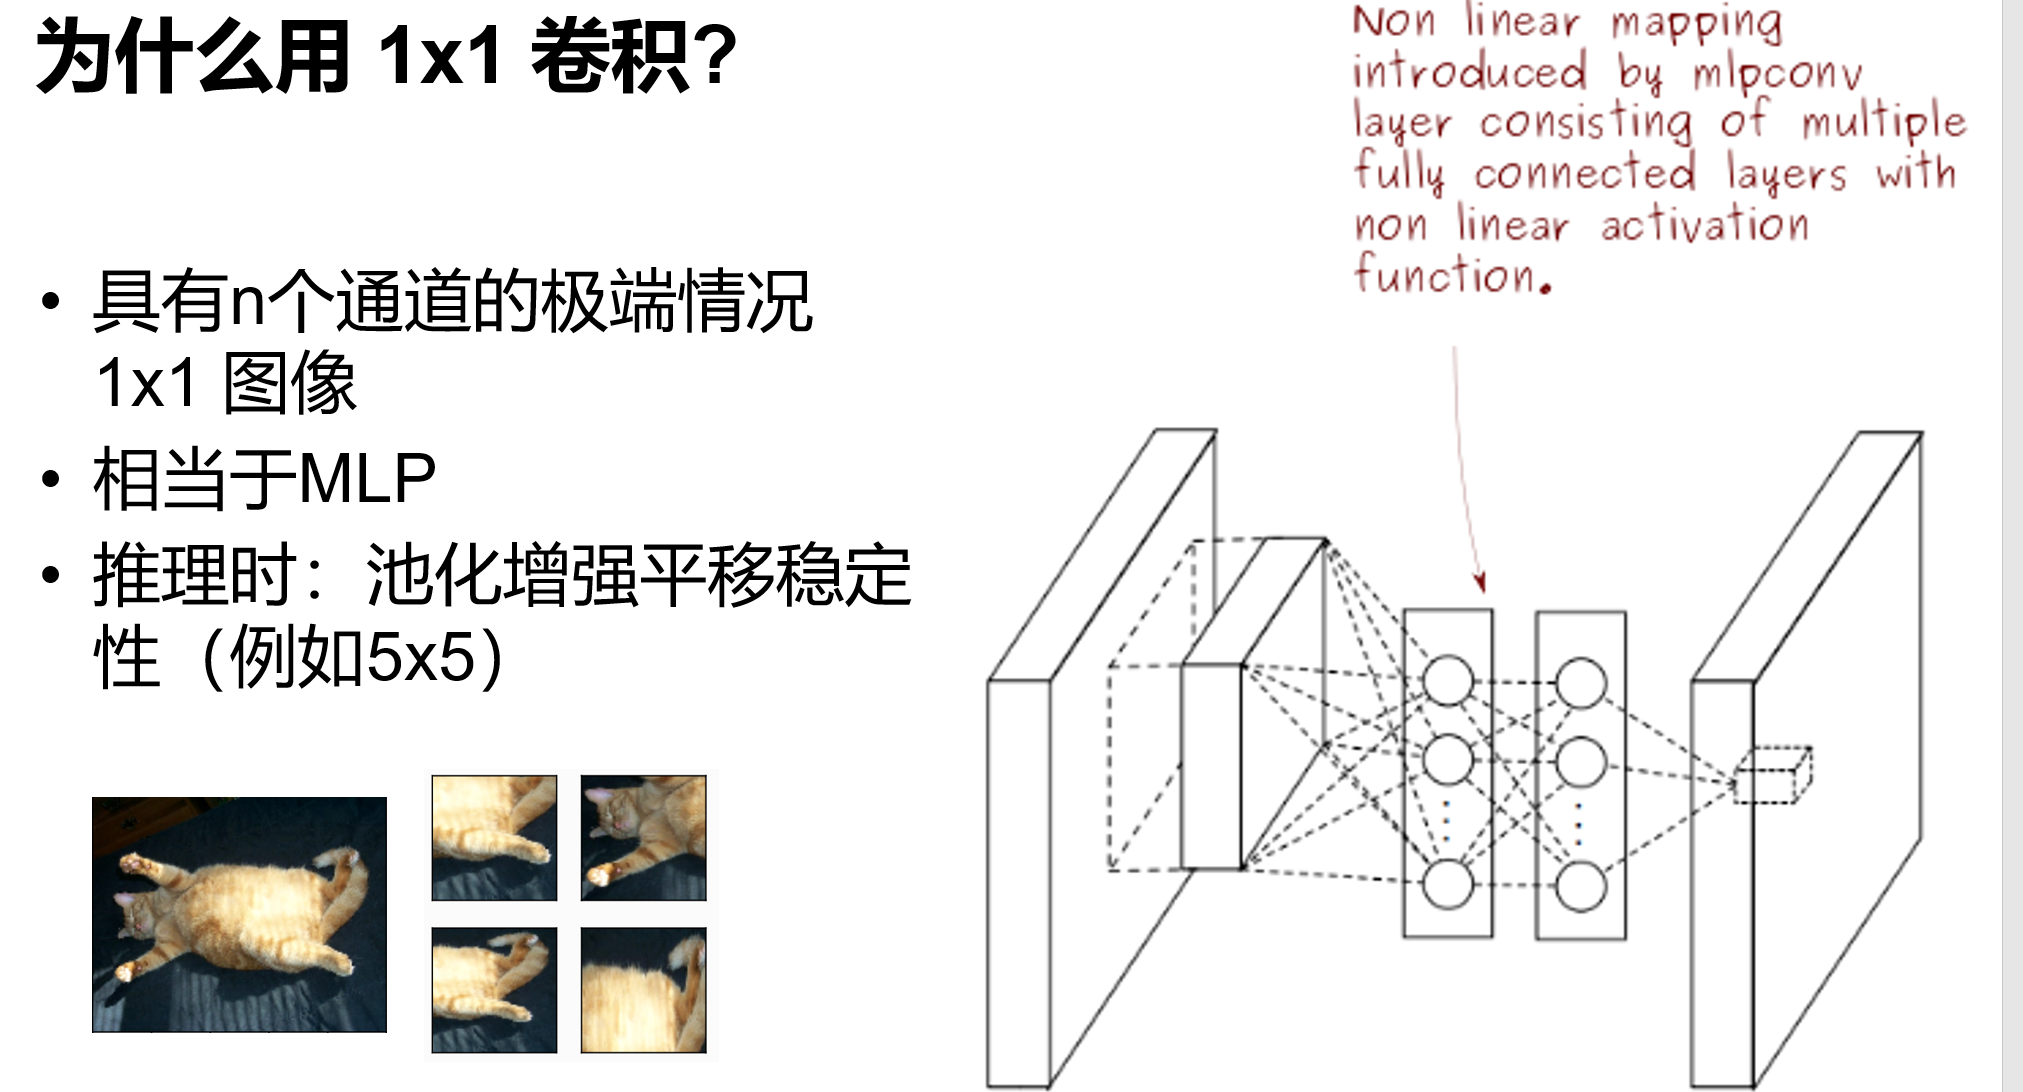 为什么用 1x1 卷积?
Non linear mapping
introduced by mlpconv
layer consisting of multiple
fully connected layers with
non linear activation
function.
• 具有n个通道的极端情况
1x1 图像
• 相当于MLP
• 推理时：池化增强平移稳定
性（例如5x5）